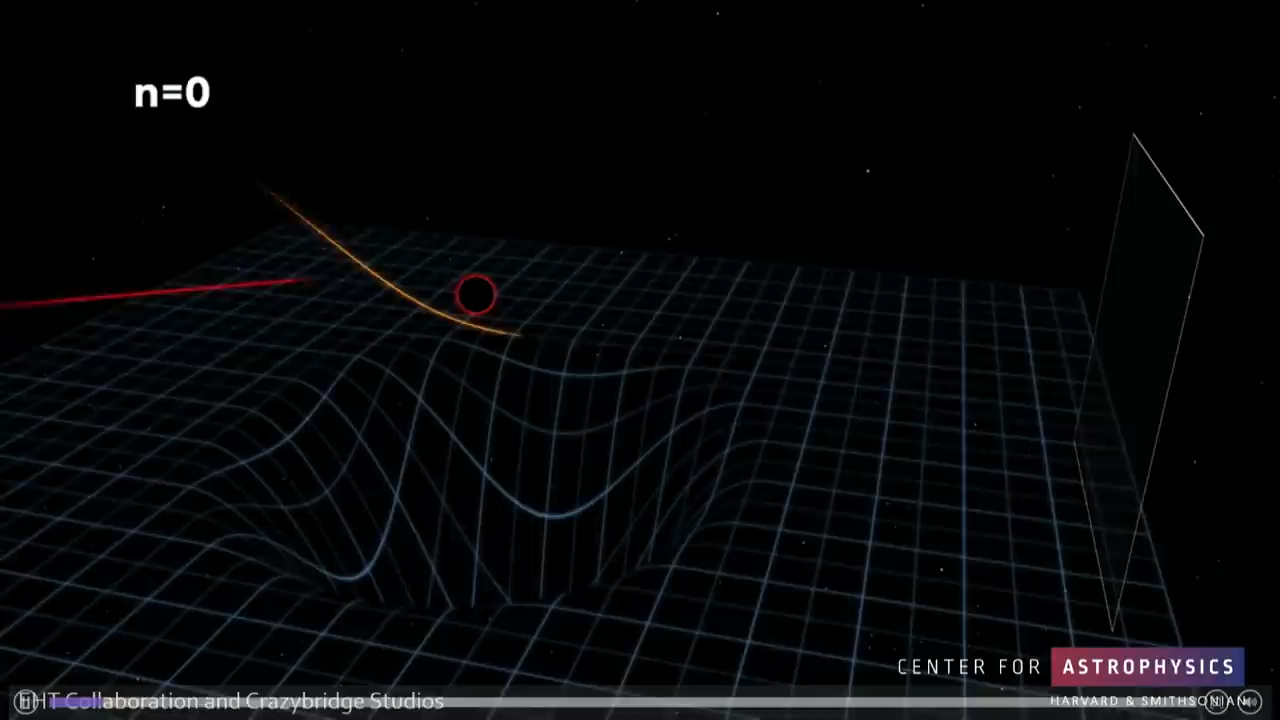 n=0
CENTER FOR ASTROPHYSICS
HARVARD & SMITHSONIAN
EHT Collaboration and Crazybridge Studios